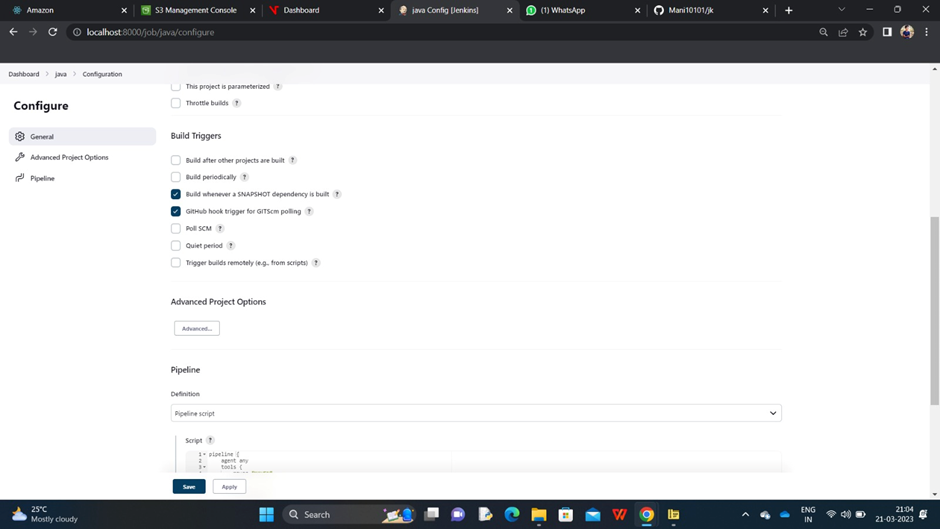 Amazon
S3 Management Console
Dashboard
java Config [Jenkins]
(1) WhatsApp
Mani10101/jk
localhost:8000/job/java/configure
Dashboard > java > Configuration
Configure
General
Advanced Project Options
Pipeline
This project is parameterized ?
Throttle builds ?
Build Triggers
Build after other projects are built ?
Build periodically ?
Build whenever a SNAPSHOT dependency is built ?
GitHub hook trigger for GITScm polling ?
Poll SCM ?
Quiet period ?
Trigger builds remotely (e.g., from scripts) ?
Advanced Project Options
Advanced...
Pipeline
Definition
Pipeline script
Script ?
1 pipeline {
2 agent any
3 tools {
Save
Apply
25°C
Mostly cloudy
Search
ENG
IN
21:04
21-03-2023